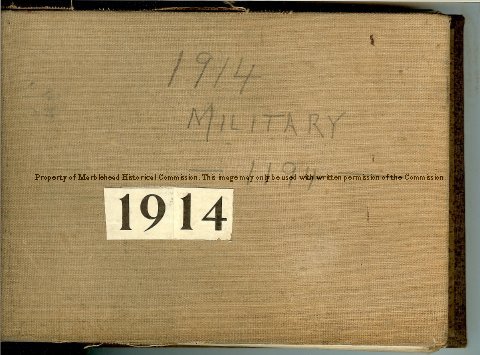 1914
MILITARY
Property of Marblehead Historical Commission. This image may only be used with written permission of the Commission
1914